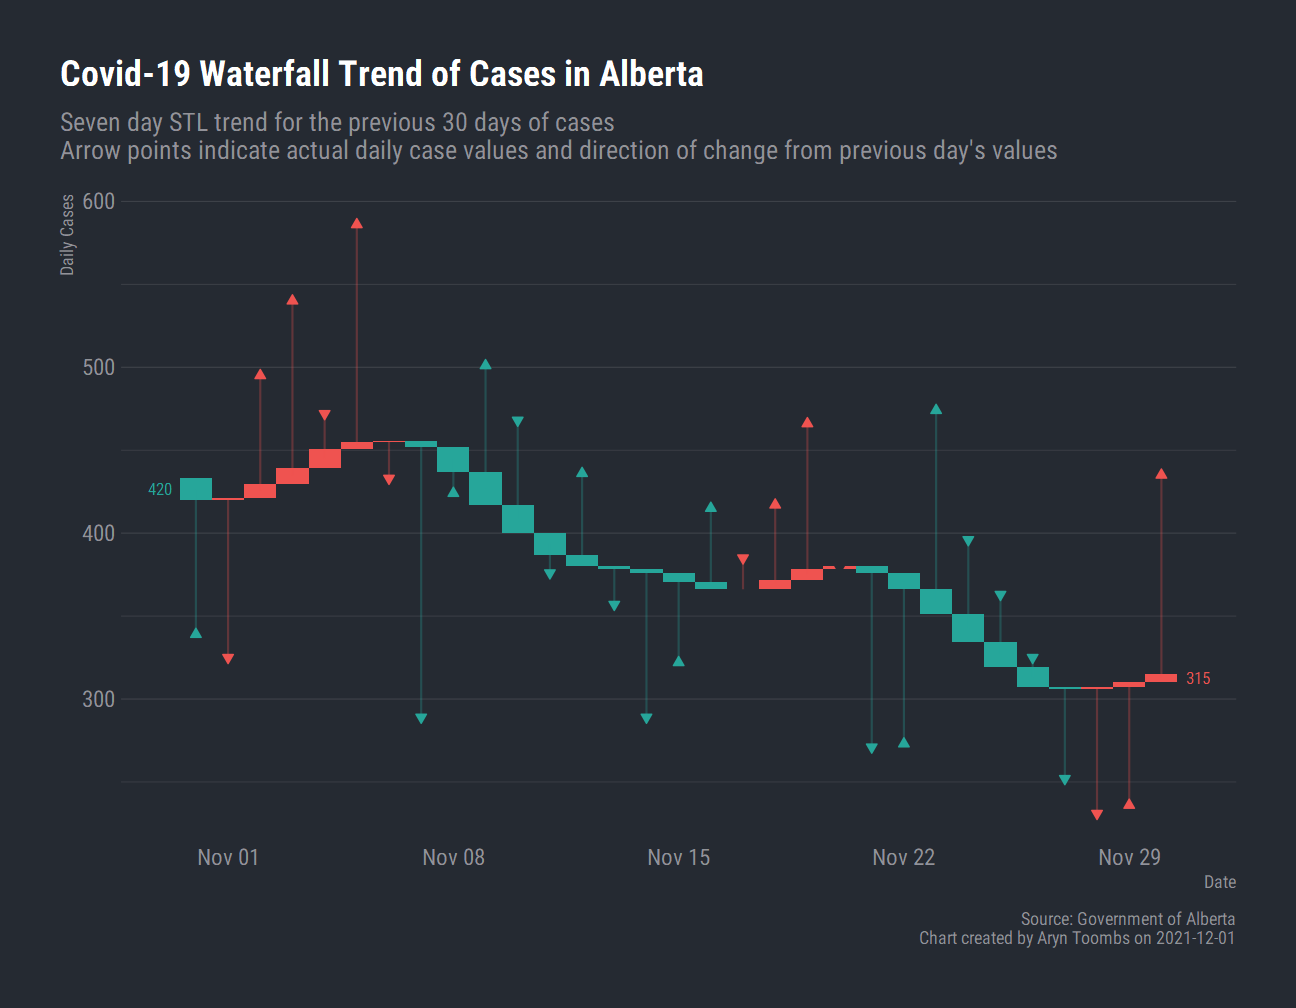 Covid-19 Waterfall Trend of Cases in Alberta
Seven day STL trend for the previous 30 days of cases
Arrow points indicate actual daily case values and direction of change from previous day's values
Daily Cases
600
500
400
300
420
315
Nov 01
Nov 08
Nov 15
Nov 22
Nov 29
Date
Source: Government of Alberta
Chart created by Aryn Toombs on 2021-12-01